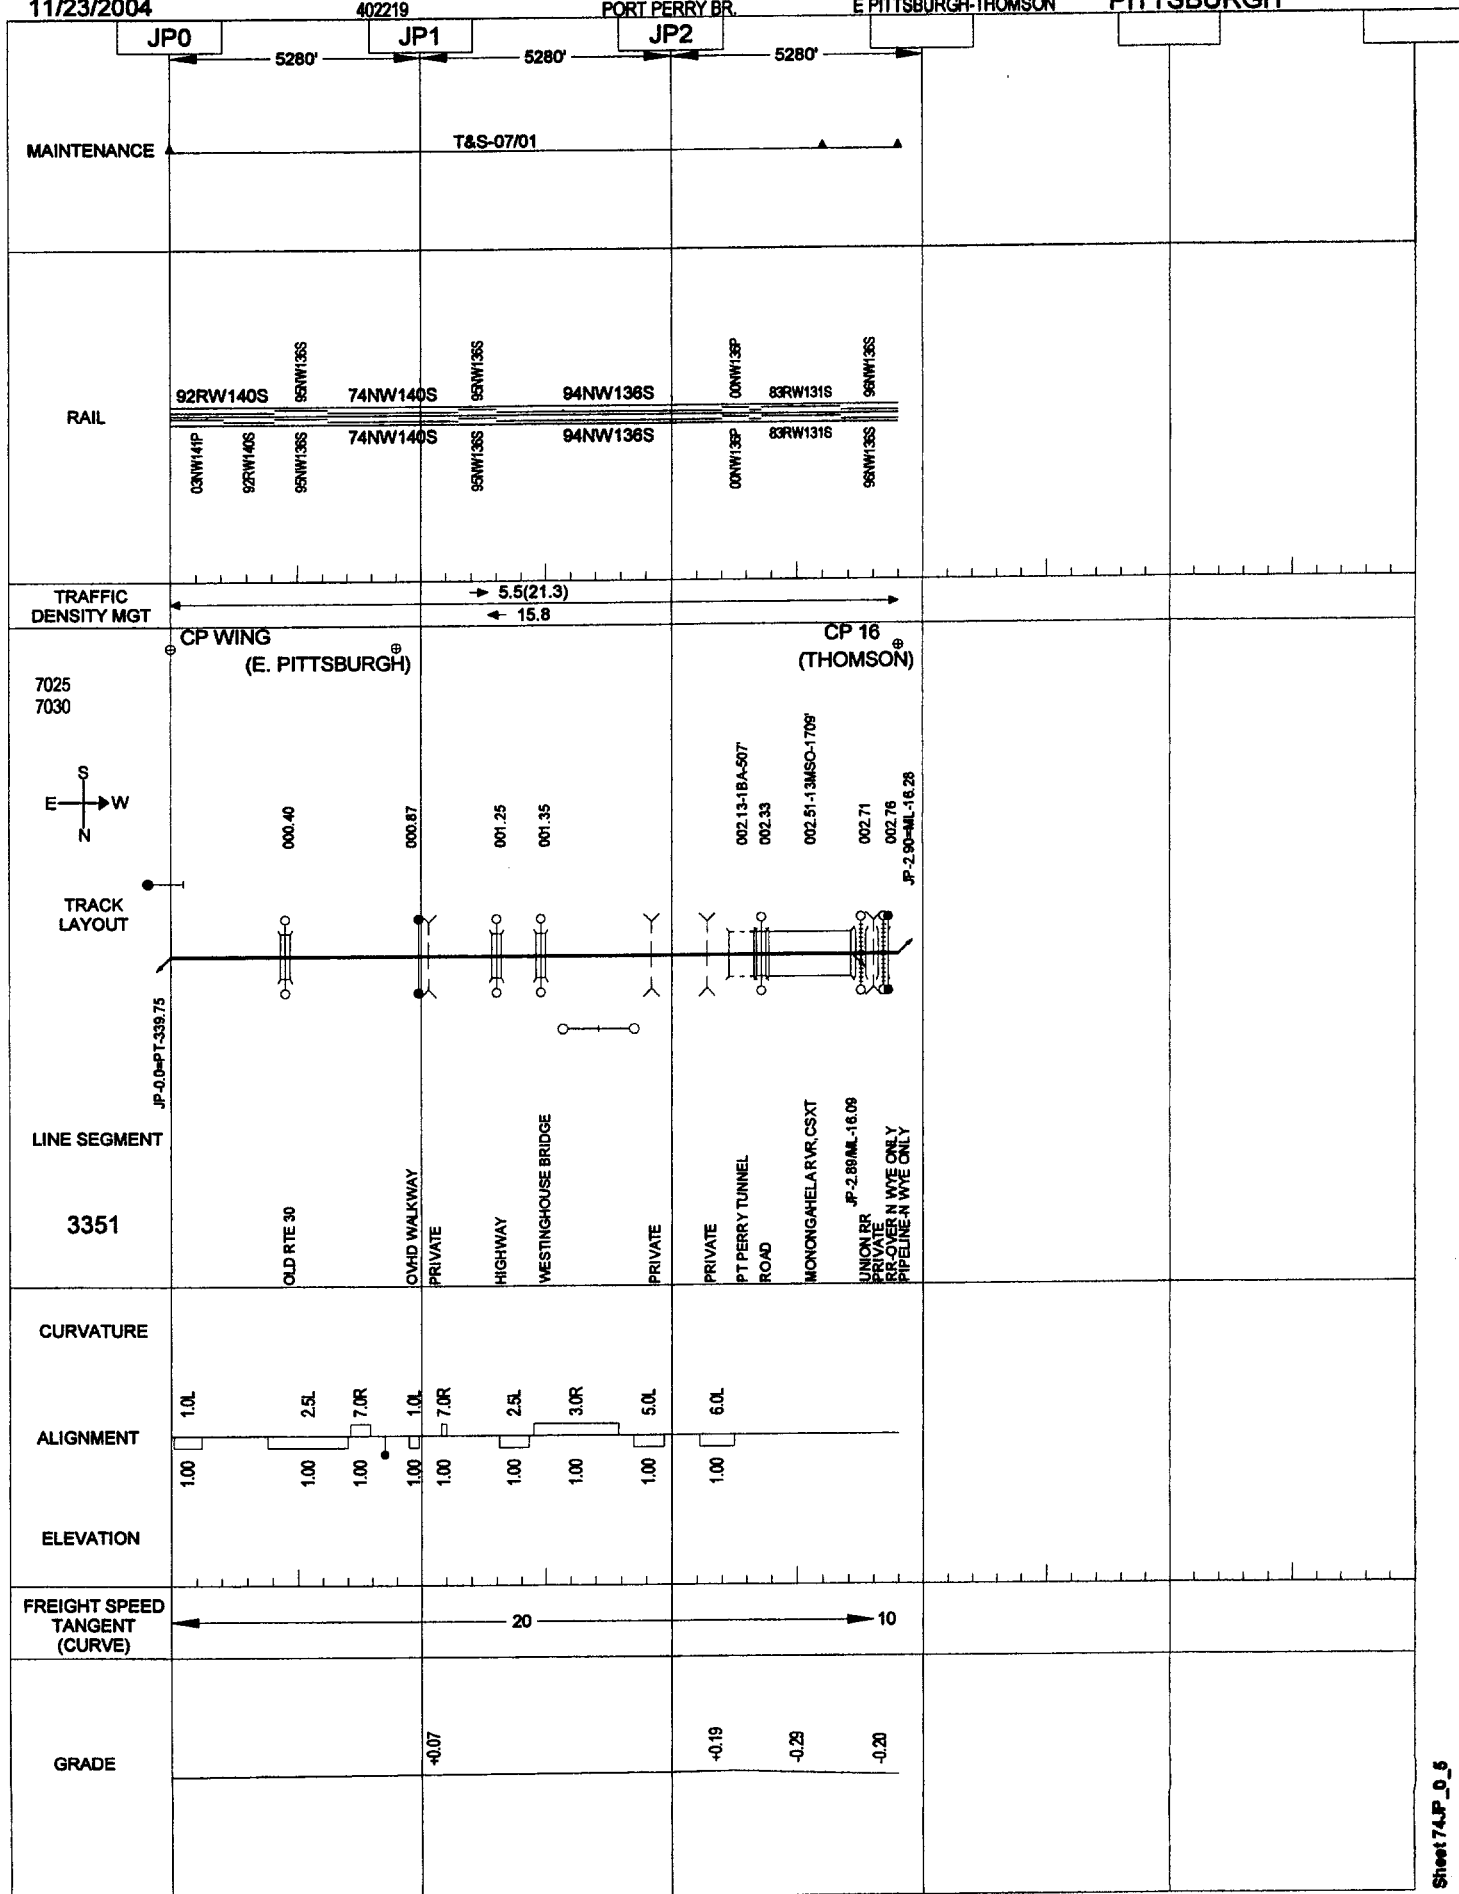 11/23/2004 402219 PORT PERRY BR. E PITTSBURGH-THOMSON PITTSBURGH
JP0 JP1 JP2
5280' 5280' 5280'
MAINTENANCE T&S-07/01
95NW136S 95NW136S 00NW136P 96NW136S
92RW140S 74NW140S 94NW136S 83RW131S
RAIL
74NW140S 94NW136S 83RW131S
03NW141P 92RW140S 95NW136S 95NW136S 00NW136P 96NW136S
TRAFFIC
DENSITY MGT
5.5(21.3)
15.8
CP WING
(E. PITTSBURGH)
CP 16
(THOMSON)
7025
7030
S
E W
N
000.40
000.87
001.25
001.35
002.13-1BA-507'
002.33
002.51-13MSO-1709'
002.71
002.76
JP-2.90=ML-16.28
TRACK
LAYOUT
JP-0.0=PT-339.75
LINE SEGMENT
3351
OLD RTE 30
OVHD WALKWAY
PRIVATE
HIGHWAY
WESTINGHOUSE BRIDGE
PRIVATE
PRIVATE
PT PERRY TUNNEL
ROAD
MONONGAHELA RVR, CSXT
JP-2.89/ML-16.09
UNION RR
PRIVATE
RR-OVER N WYE ONLY
PIPELINE-N WYE ONLY
CURVATURE
1.0L 2.5L 7.0R 1.0L 7.0R 2.5L 3.0R 5.0L 6.0L
ALIGNMENT
1.00 1.00 1.00 1.00 1.00 1.00 1.00 1.00 1.00
ELEVATION
FREIGHT SPEED
TANGENT
(CURVE)
20 10
+0.07 +0.19 -0.29 -0.20
GRADE
Sheet 74JP_0_5